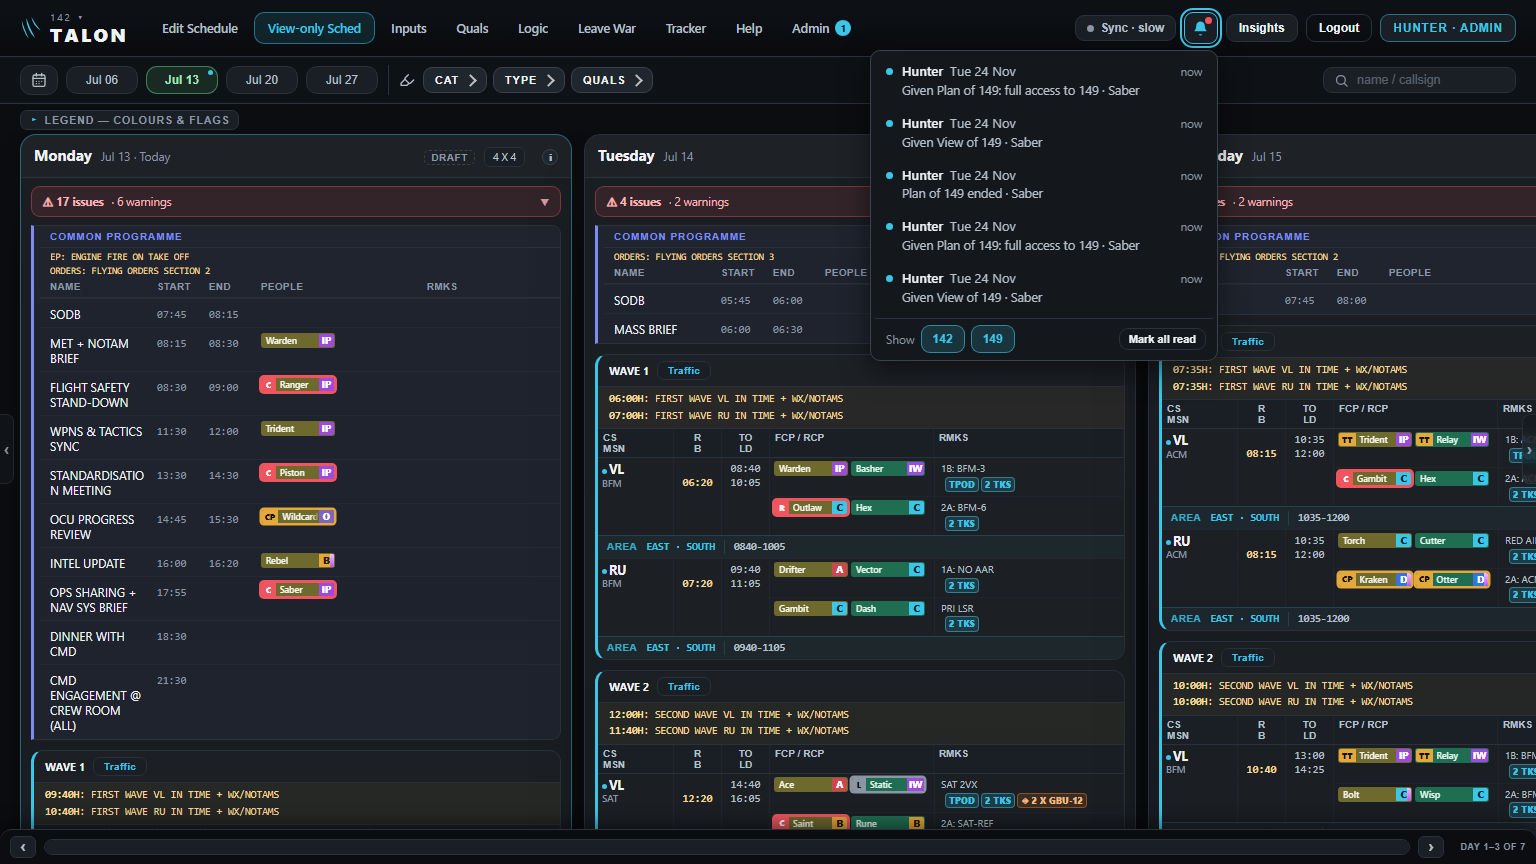 142
TALON
Edit Schedule
View-only Sched
Inputs
Quals
Logic
Leave War
Tracker
Help
Admin 1
Sync · slow
Insights
Logout
HUNTER · ADMIN
Jul 06
Jul 13
Jul 20
Jul 27
CAT
TYPE
QUALS
name / callsign
LEGEND — COLOURS & FLAGS
Hunter Tue 24 Nov now
Given Plan of 149: full access to 149 · Saber
Hunter Tue 24 Nov now
Given View of 149 · Saber
Hunter Tue 24 Nov now
Plan of 149 ended · Saber
Hunter Tue 24 Nov now
Given Plan of 149: full access to 149 · Saber
Hunter Tue 24 Nov now
Given View of 149 · Saber
Show 142 149 Mark all read
Monday Jul 13 · Today DRAFT 4X4 i
17 issues · 6 warnings
COMMON PROGRAMME
EP: ENGINE FIRE ON TAKE OFF
ORDERS: FLYING ORDERS SECTION 2
NAME START END PEOPLE RMKS
SODB 07:45 08:15
MET + NOTAM BRIEF 08:15 08:30 Warden IP
FLIGHT SAFETY STAND-DOWN 08:30 09:00 C Ranger IP
WPNS & TACTICS SYNC 11:30 12:00 Trident IP
STANDARDISATIO
N MEETING 13:30 14:30 C Piston IP
OCU PROGRESS REVIEW 14:45 15:30 CP Wildcard O
INTEL UPDATE 16:00 16:20 Rebel B
OPS SHARING + NAV SYS BRIEF 17:55 C Saber IP
DINNER WITH CMD 18:30
CMD ENGAGEMENT @ CREW ROOM (ALL) 21:30
WAVE 1 Traffic
09:40H: FIRST WAVE VL IN TIME + WX/NOTAMS
10:40H: FIRST WAVE RU IN TIME + WX/NOTAMS
Tuesday Jul 14
4 issues · 2 warnings
COMMON PROGRAMME
ORDERS: FLYING ORDERS SECTION 3
NAME START END PEOPLE
SODB 05:45 06:00
MASS BRIEF 06:00 06:30
WAVE 1 Traffic
06:00H: FIRST WAVE VL IN TIME + WX/NOTAMS
07:00H: FIRST WAVE RU IN TIME + WX/NOTAMS
CS R TO FCP / RCP RMKS
MSN B LD
VL 08:40 Warden IP Basher IW 1B: BFM-3
BFM 06:20 10:05 TPOD 2 TKS
R Outlaw C Hex C 2A: BFM-6
2 TKS
AREA EAST · SOUTH 0840-1005
RU 09:40 Drifter A Vector C 1A: NO AAR
BFM 07:20 11:05 2 TKS
Gambit C Dash C PRI LSR
2 TKS
AREA EAST · SOUTH 0940-1105
WAVE 2 Traffic
12:00H: SECOND WAVE VL IN TIME + WX/NOTAMS
11:40H: SECOND WAVE RU IN TIME + WX/NOTAMS
CS R TO FCP / RCP RMKS
MSN B LD
VL 14:40 Ace A L Static IW SAT 2VX
SAT 12:20 16:05 TPOD 2 TKS 2 X GBU-12
C Saint B Rune B 2A: SAT-REF
day Jul 15
es · 2 warnings
N PROGRAMME
FLYING ORDERS SECTION 2
START END PEOPLE
07:45 08:00
Traffic
07:35H: FIRST WAVE VL IN TIME + WX/NOTAMS
07:35H: FIRST WAVE RU IN TIME + WX/NOTAMS
CS R TO FCP / RCP RMKS
MSN B LD
VL 10:35 TT Trident IP TT Relay IW 1B:
ACM 08:15 12:00
C Gambit C Hex C 2A:
2 TKS
AREA EAST · SOUTH 1035-1200
RU 10:35 Torch C Cutter C RED AI
ACM 08:15 12:00 2 TKS
CP Kraken D CP Otter D 2A: AC
2 TKS
AREA EAST · SOUTH 1035-1200
WAVE 2 Traffic
10:00H: SECOND WAVE VL IN TIME + WX/NOTAMS
10:00H: SECOND WAVE RU IN TIME + WX/NOTAMS
CS R TO FCP / RCP RMKS
MSN B LD
VL 13:00 TT Trident IP TT Relay IW 1B: BFM
BFM 10:40 14:25 2 TKS
Bolt C Wisp C 2A: BFM
2 TKS
DAY 1–3 OF 7